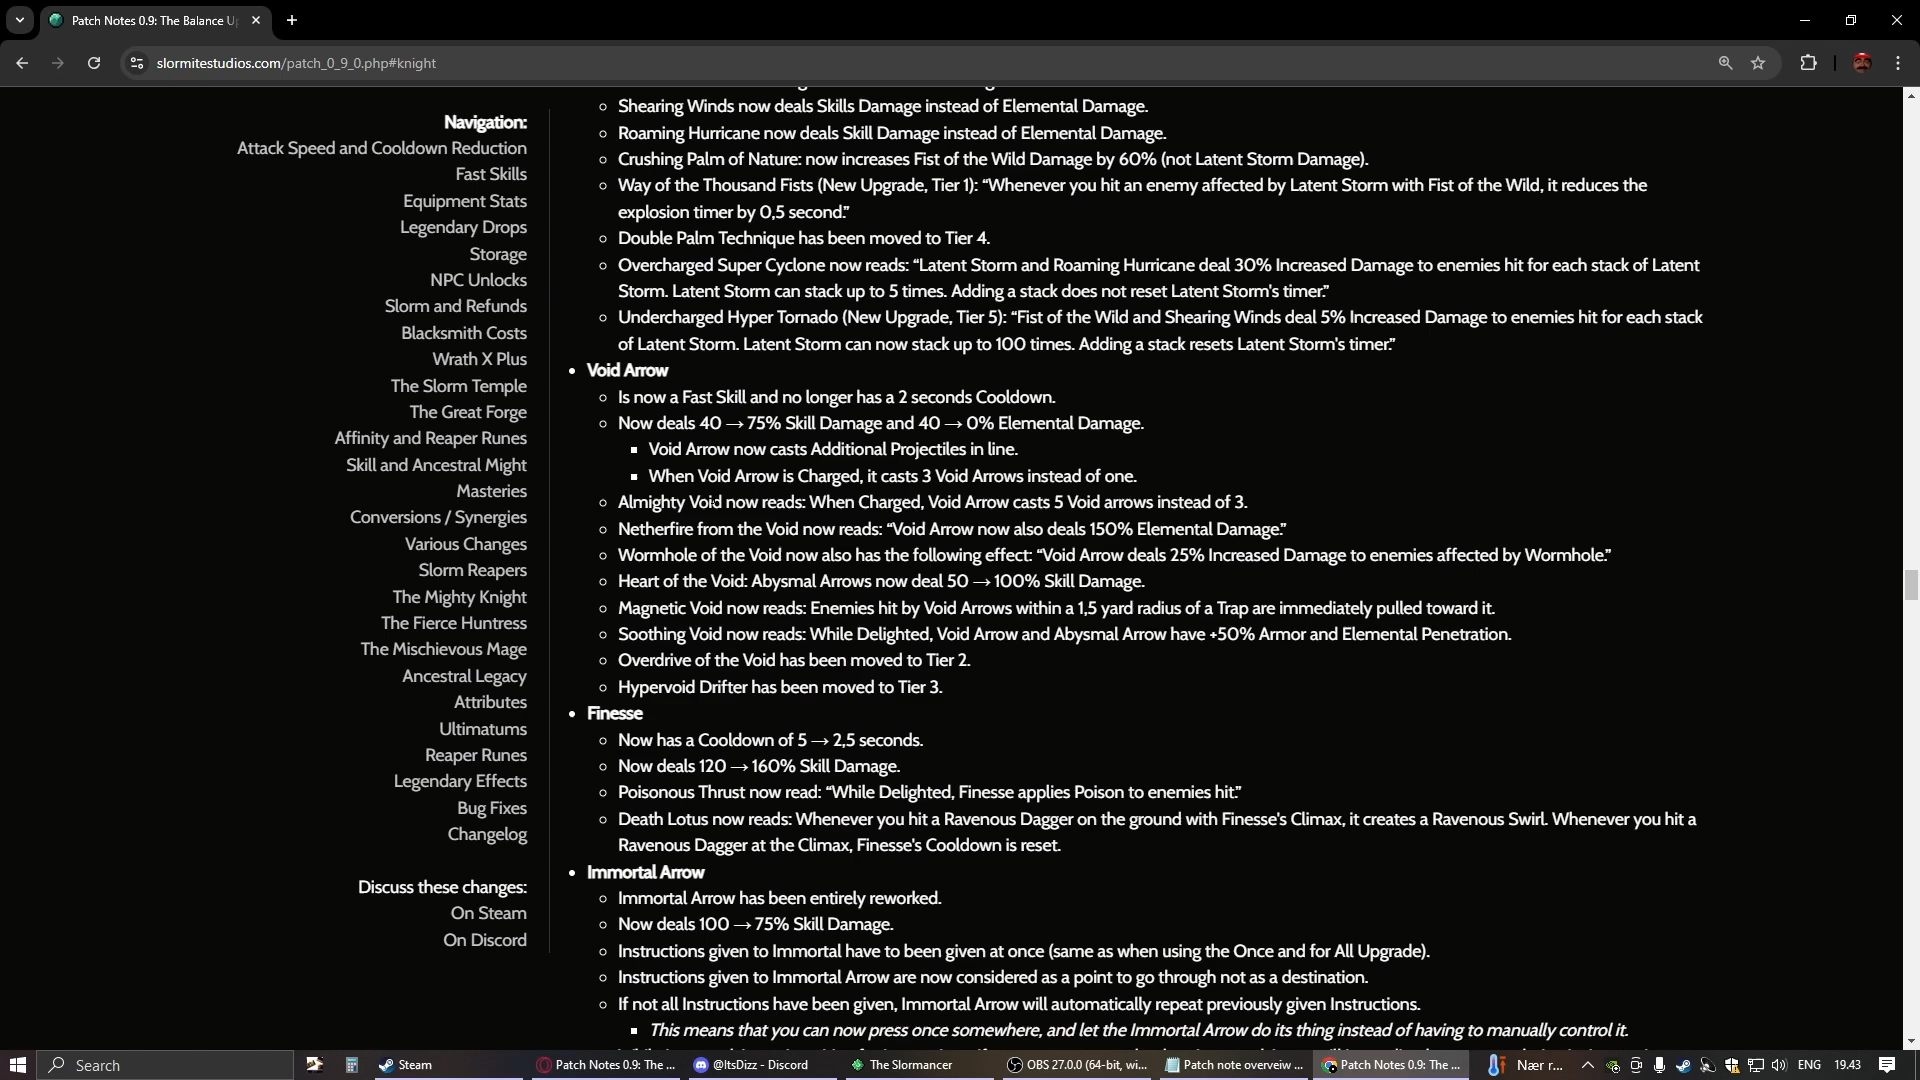 Patch Notes 0.9: The Balance Up
slormitestudios.com/patch_0_9_0.php#knight
Navigation:
Attack Speed and Cooldown Reduction
Fast Skills
Equipment Stats
Legendary Drops
Storage
NPC Unlocks
Slorm and Refunds
Blacksmith Costs
Wrath X Plus
The Slorm Temple
The Great Forge
Affinity and Reaper Runes
Skill and Ancestral Might
Masteries
Conversions / Synergies
Various Changes
Slorm Reapers
The Mighty Knight
The Fierce Huntress
The Mischievous Mage
Ancestral Legacy
Attributes
Ultimatums
Reaper Runes
Legendary Effects
Bug Fixes
Changelog
Discuss these changes:
On Steam
On Discord
Shearing Winds now deals Skills Damage instead of Elemental Damage.
Roaming Hurricane now deals Skill Damage instead of Elemental Damage.
Crushing Palm of Nature: now increases Fist of the Wild Damage by 60% (not Latent Storm Damage).
Way of the Thousand Fists (New Upgrade, Tier 1): “Whenever you hit an enemy affected by Latent Storm with Fist of the Wild, it reduces the
explosion timer by 0,5 second.”
Double Palm Technique has been moved to Tier 4.
Overcharged Super Cyclone now reads: “Latent Storm and Roaming Hurricane deal 30% Increased Damage to enemies hit for each stack of Latent
Storm. Latent Storm can stack up to 5 times. Adding a stack does not reset Latent Storm's timer.”
Undercharged Hyper Tornado (New Upgrade, Tier 5): “Fist of the Wild and Shearing Winds deal 5% Increased Damage to enemies hit for each stack
of Latent Storm. Latent Storm can now stack up to 100 times. Adding a stack resets Latent Storm's timer.”
Void Arrow
Is now a Fast Skill and no longer has a 2 seconds Cooldown.
Now deals 40 → 75% Skill Damage and 40 → 0% Elemental Damage.
Void Arrow now casts Additional Projectiles in line.
When Void Arrow is Charged, it casts 3 Void Arrows instead of one.
Almighty Void now reads: When Charged, Void Arrow casts 5 Void arrows instead of 3.
Netherfire from the Void now reads: “Void Arrow now also deals 150% Elemental Damage.”
Wormhole of the Void now also has the following effect: “Void Arrow deals 25% Increased Damage to enemies affected by Wormhole.”
Heart of the Void: Abysmal Arrows now deal 50 → 100% Skill Damage.
Magnetic Void now reads: Enemies hit by Void Arrows within a 1,5 yard radius of a Trap are immediately pulled toward it.
Soothing Void now reads: While Delighted, Void Arrow and Abysmal Arrow have +50% Armor and Elemental Penetration.
Overdrive of the Void has been moved to Tier 2.
Hypervoid Drifter has been moved to Tier 3.
Finesse
Now has a Cooldown of 5 → 2,5 seconds.
Now deals 120 → 160% Skill Damage.
Poisonous Thrust now read: “While Delighted, Finesse applies Poison to enemies hit.”
Death Lotus now reads: Whenever you hit a Ravenous Dagger on the ground with Finesse's Climax, it creates a Ravenous Swirl. Whenever you hit a
Ravenous Dagger at the Climax, Finesse's Cooldown is reset.
Immortal Arrow
Immortal Arrow has been entirely reworked.
Now deals 100 → 75% Skill Damage.
Instructions given to Immortal have to been given at once (same as when using the Once and for All Upgrade).
Instructions given to Immortal Arrow are now considered as a point to go through not as a destination.
If not all Instructions have been given, Immortal Arrow will automatically repeat previously given Instructions.
This means that you can now press once somewhere, and let the Immortal Arrow do its thing instead of having to manually control it.
Search
Steam
Patch Notes 0.9: The ...
@ItsDizz - Discord
The Slormancer
OBS 27.0.0 (64-bit, wi...
Patch note overveiw ...
Patch Notes 0.9: The ...
Nær r...
ENG
19.43